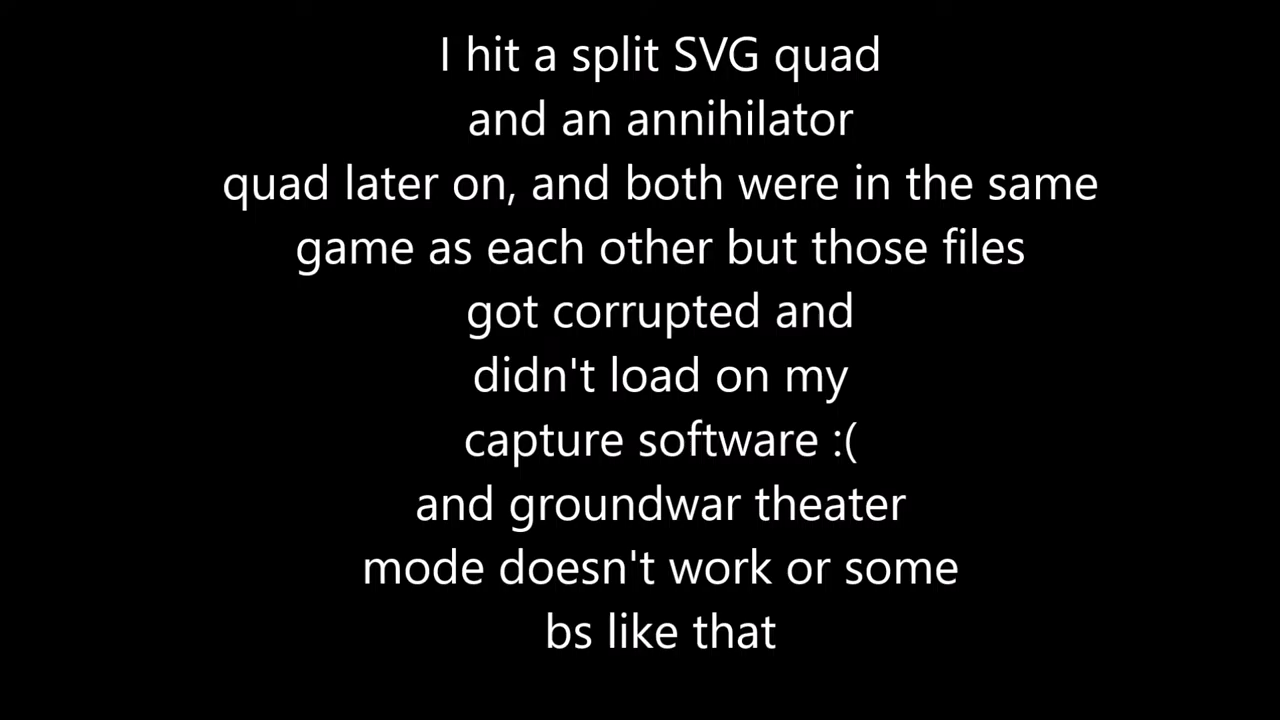 I hit a split SVG quad
and an annihilator
quad later on, and both were in the same
game as each other but those files
got corrupted and
didn't load on my
capture software :(
and groundwar theater
mode doesn't work or some
bs like that